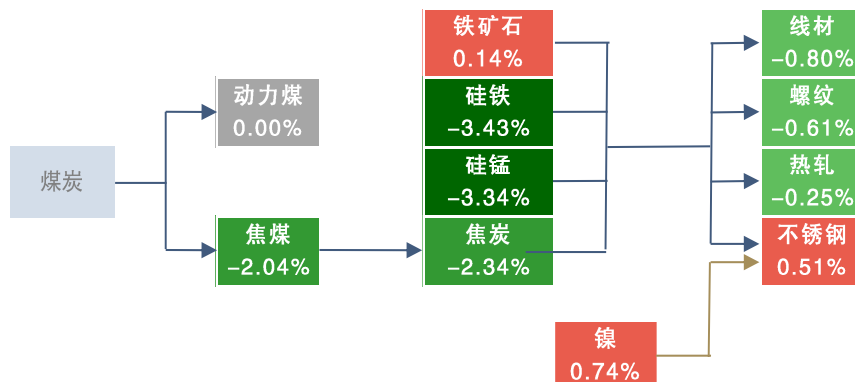 煤炭
动力煤
0.00%
焦煤
-2.04%
铁矿石
0.14%
硅铁
-3.43%
硅锰
-3.34%
焦炭
-2.34%
线材
-0.80%
螺纹
-0.61%
热轧
-0.25%
不锈钢
0.51%
镍
0.74%